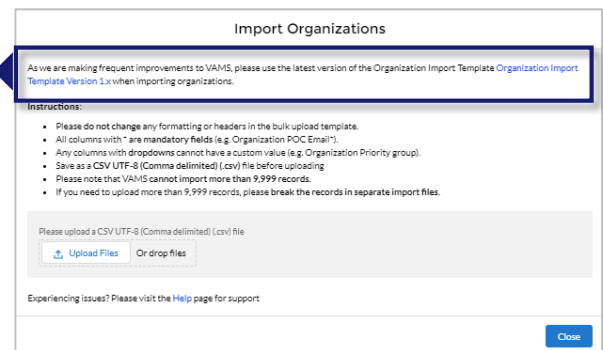 Import Organizations
As we are making frequent improvements to VAMS, please use the latest version of the Organization Import Template Organization Import
Template Version 1.x when importing organizations.
Instructions:
• Please do not change any formatting or headers in the bulk upload template.
• All columns with * are mandatory fields (e.g. Organization POC Email*).
• Any columns with dropdowns cannot have a custom value (e.g. Organization Priority group).
• Save as a CSV UTF-8 (Comma delimited) (.csv) file before uploading
• Please note that VAMS cannot import more than 9,999 records.
• If you need to upload more than 9,999 records, please break the records in separate import files.
Please upload a CSV UTF-8 (Comma delimited) (.csv) file
Upload Files Or drop files
Experiencing issues? Please visit the Help page for support
Close